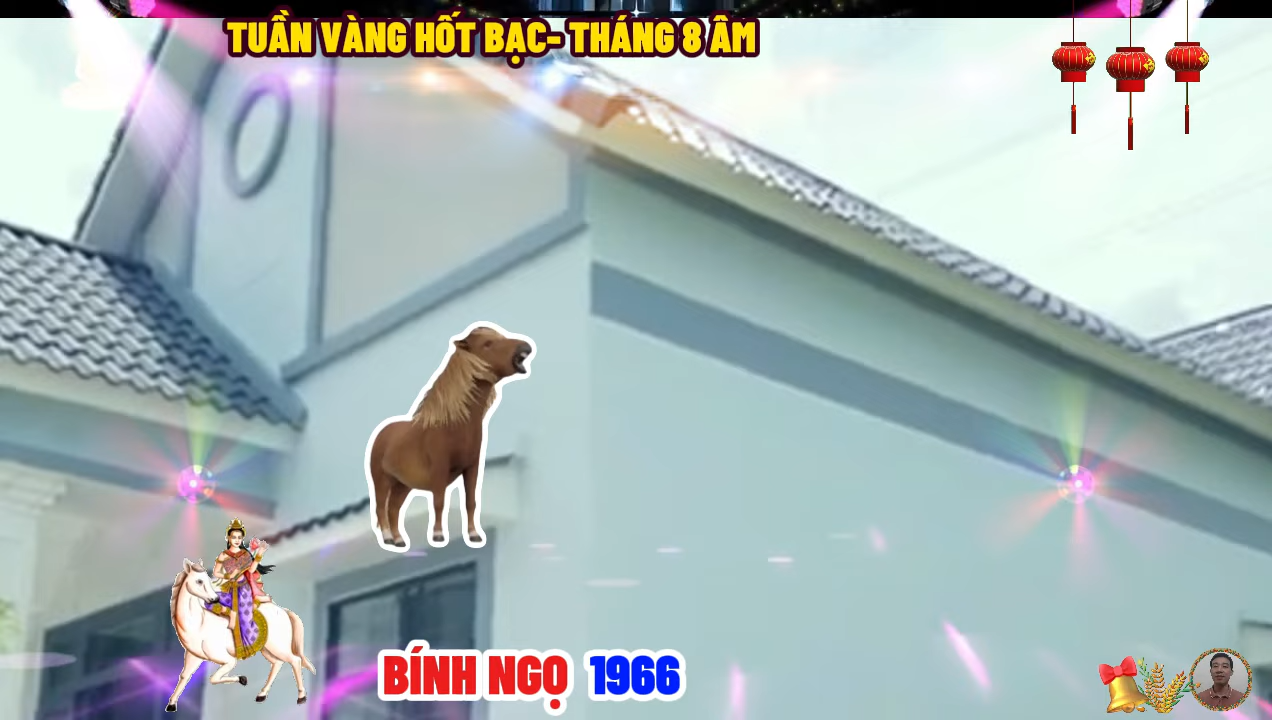 TUẦN VÀNG HỐT BẠC- THÁNG 8 ÂM
BÍNH NGỌ 1966